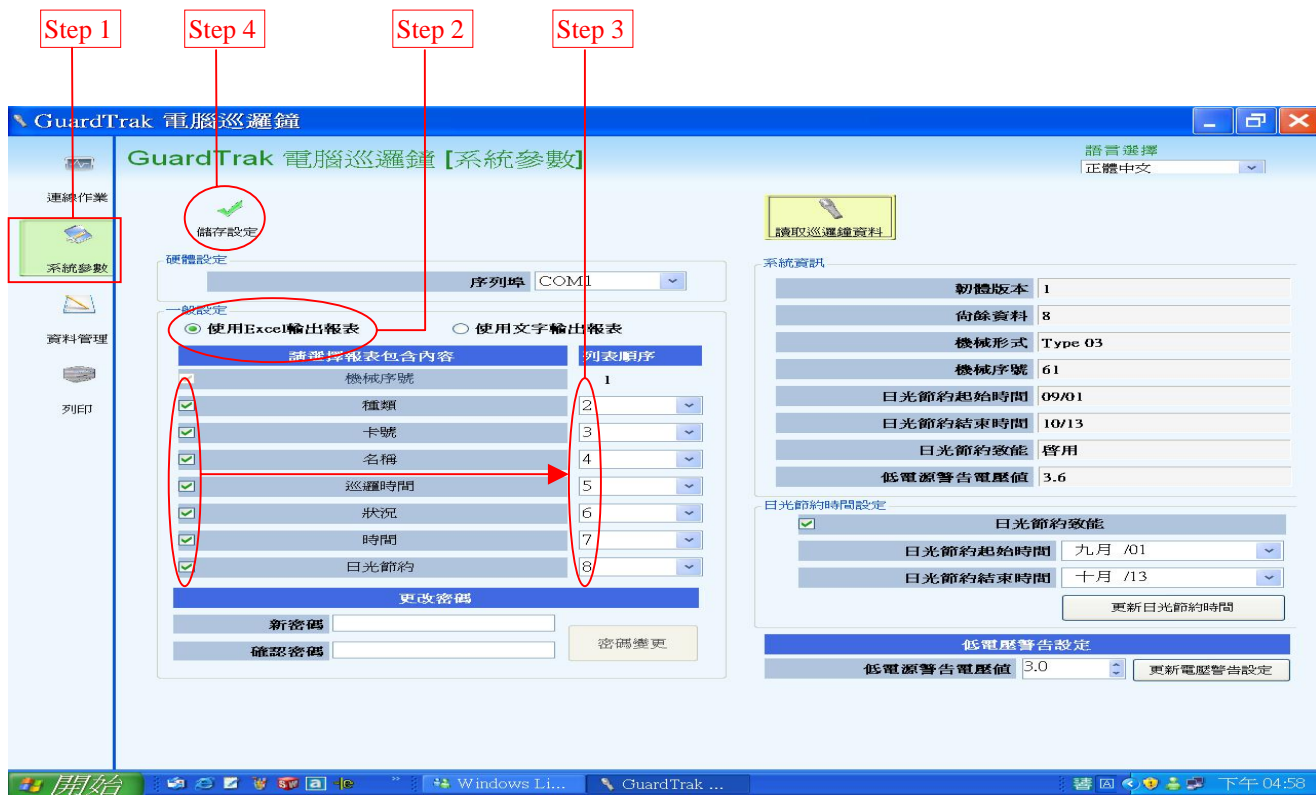 Step 1
Step 4
Step 2
Step 3
GuardTrak 電腦巡邏鐘
GuardTrak 電腦巡邏鐘 [系統參數]
語言選擇
正體中文
連線作業
系統參數
資料管理
列印
儲存設定
讀取巡邏鐘資料
硬體設定
序列埠 COM1
一般設定
使用Excel輸出報表 使用文字輸出報表
請選擇報表包含內容 列表順序
機械序號 1
種類 2
卡號 3
名稱 4
巡邏時間 5
狀況 6
時間 7
日光節約 8
更改密碼
新密碼
確認密碼
密碼變更
系統資訊
韌體版本 1
尚餘資料 8
機械形式 Type 03
機械序號 61
日光節約起始時間 09/01
日光節約結束時間 10/13
日光節約致能 啓用
低電源警告電壓值 3.6
日光節約時間設定
日光節約致能
日光節約起始時間 九月 /01
日光節約結束時間 十月 /13
更新日光節約時間
低電壓警告設定
低電源警告電壓值 3.0 更新電壓警告設定
開始 Windows Li... GuardTrak ... 下午 04:58